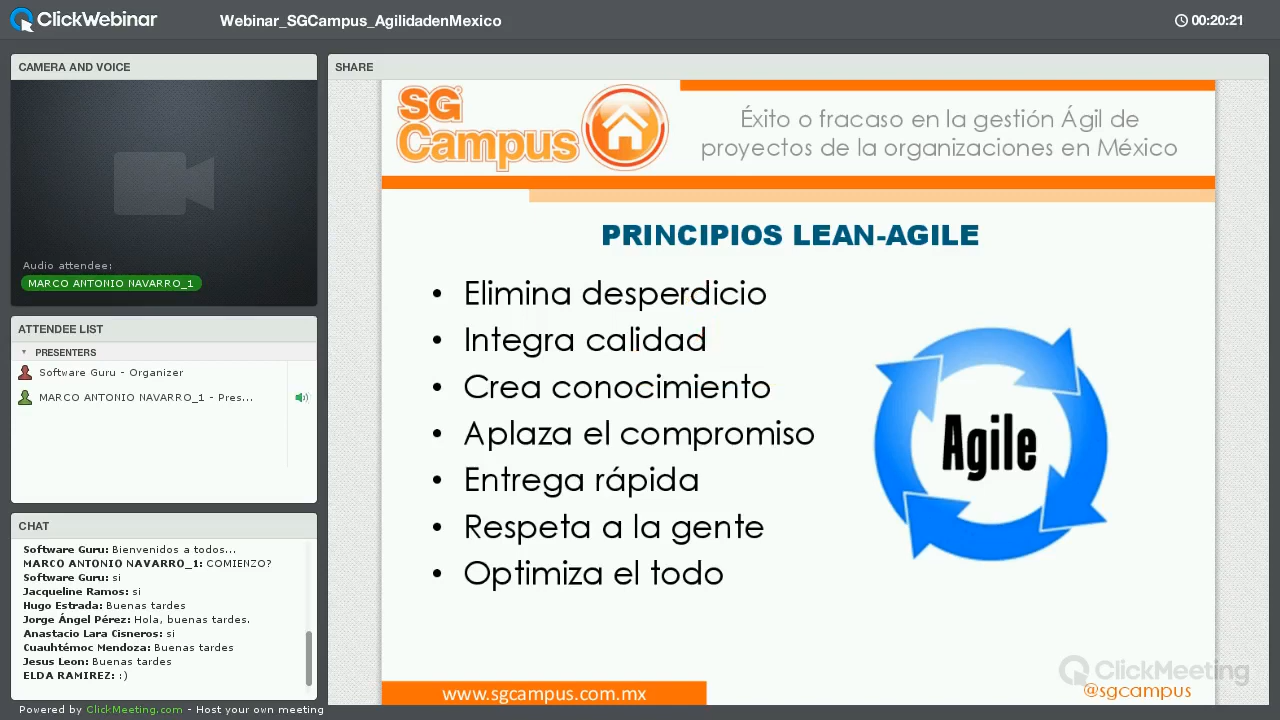 ClickWebinar
Webinar_SGCampus_AgilidadenMexico
00:20:21
CAMERA AND VOICE
Audio attendee:
MARCO ANTONIO NAVARRO_1
ATTENDEE LIST
PRESENTERS
Software Guru - Organizer
MARCO ANTONIO NAVARRO_1 - Pres...
CHAT
Software Guru: Bienvenidos a todos...
MARCO ANTONIO NAVARRO_1: COMIENZO?
Software Guru: si
Jacqueline Ramos: si
Hugo Estrada: Buenas tardes
Jorge Ángel Pérez: Hola, buenas tardes.
Anastacio Lara Cisneros: si
Cuauhtémoc Mendoza: Buenas tardes
Jesus Leon: Buenas tardes
ELDA RAMIREZ: :)
Powered by ClickMeeting.com - Host your own meeting
SHARE
SG
Campus
Éxito o fracaso en la gestión Ágil de
proyectos de la organizaciones en México
PRINCIPIOS LEAN-AGILE
• Elimina desperdicio
• Integra calidad
• Crea conocimiento
• Aplaza el compromiso
• Entrega rápida
• Respeta a la gente
• Optimiza el todo
Agile
www.sgcampus.com.mx
ClickMeeting
@sgcampus